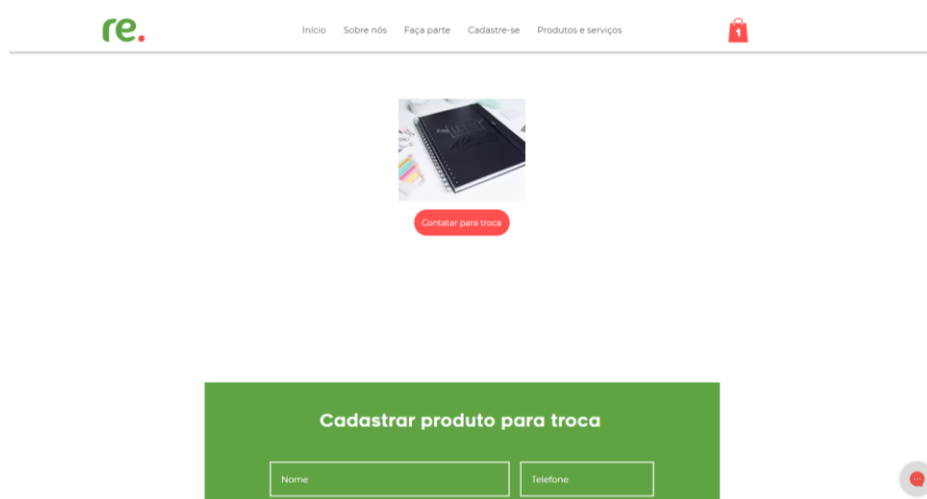 re.
Início Sobre nós Faça parte Cadastre-se Produtos e serviços
1
Contatar para troca
Cadastrar produto para troca
Nome Telefone